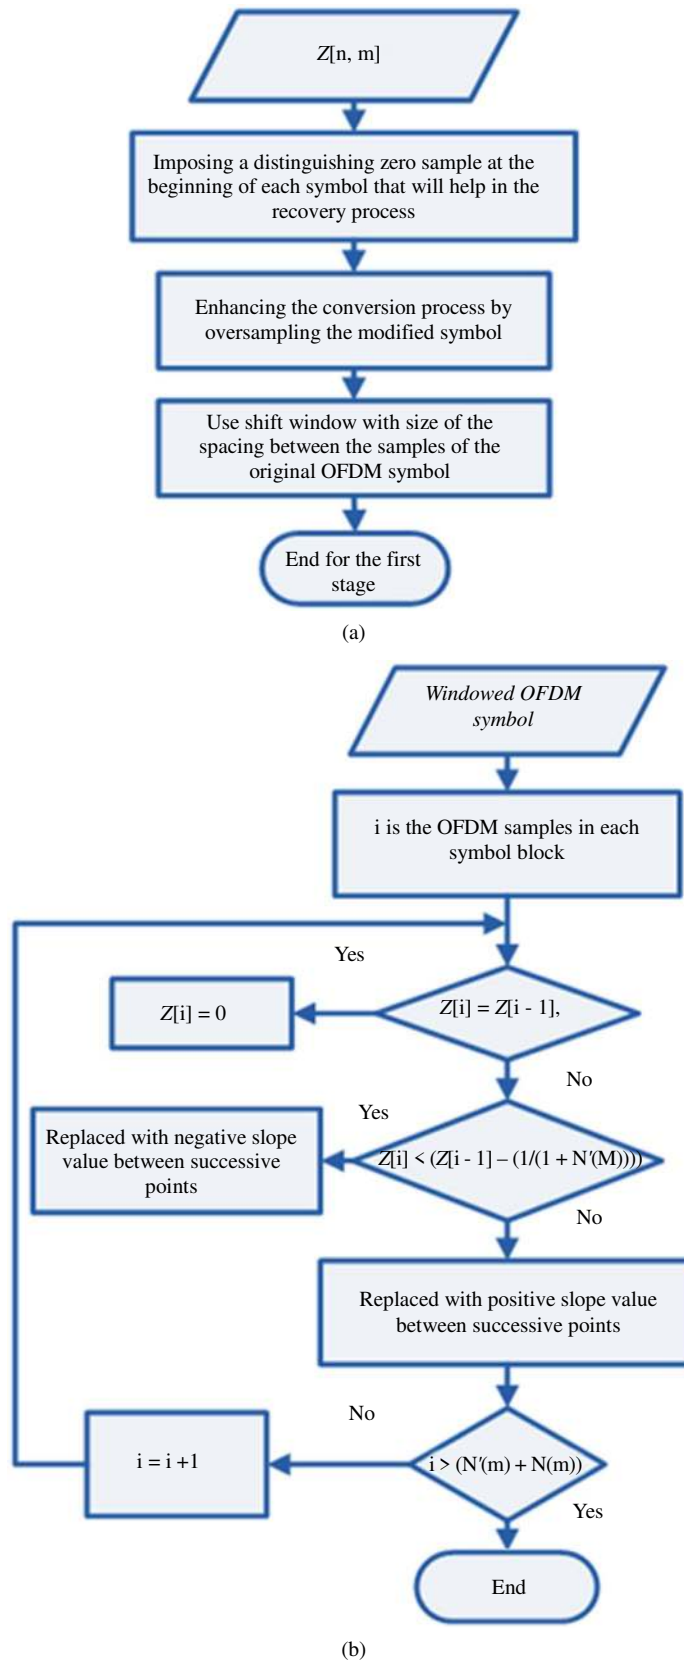 Z[n, m]
Imposing a distinguishing zero sample at the
beginning of each symbol that will help in the
recovery process
Enhancing the conversion process by
oversampling the modified symbol
Use shift window with size of the
spacing between the samples of the
original OFDM symbol
End for the first
stage
(a)
Windowed OFDM
symbol
i is the OFDM samples in each
symbol block
Yes
Z[i] = Z[i - 1],
Z[i] = 0
No
Yes
Z[i] < (Z[i - 1] – (1/(1 + N′(M))))
Replaced with negative slope
value between successive
points
No
Replaced with positive slope value
between successive points
No
i > (N′(m) + N(m))
i = i +1
Yes
End
(b)